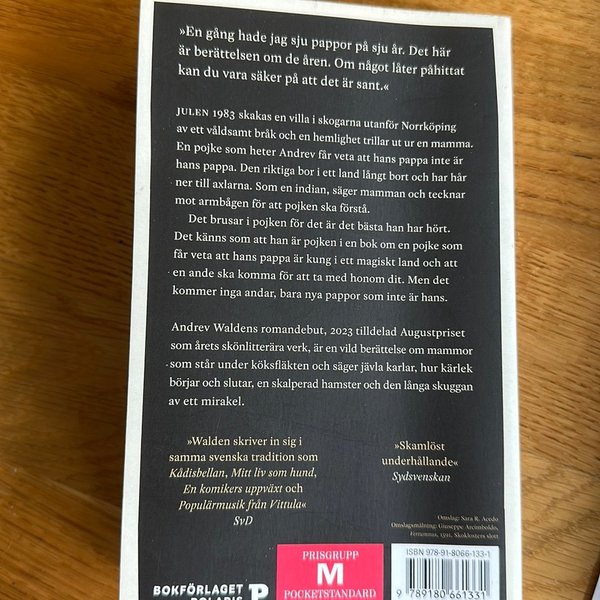 »En gång hade jag sju pappor på sju år. Det här
är berättelsen om de åren. Om något låter påhittat
kan du vara säker på att det är sant.«
JULEN 1983 skakas en villa i skogarna utanför Norrköping
av ett våldsamt bråk och en hemlighet trillar ut ur en mamma.
En pojke som heter Andrev får veta att hans pappa inte är
hans pappa. Den riktiga bor i ett land långt bort och har hår
ner till axlarna. Som en indian, säger mamman och tecknar
mot armbågen för att pojken ska förstå.
Det brusar i pojken för det är det bästa han har hört.
Det känns som att han är pojken i en bok om en pojke som
får veta att hans pappa är kung i ett magiskt land och att
en ande ska komma för att ta med honom dit. Men det
kommer inga andar, bara nya pappor som inte är hans.
Andrev Waldens romandebut, 2023 tilldelad Augustpriset
som årets skönlitterära verk, är en vild berättelse om mammor
som står under köksfläkten och säger jävla karlar, hur kärlek
börjar och slutar, en skalperad hamster och den långa skuggan
av ett mirakel.
»Walden skriver in sig i
samma svenska tradition som
Kådisbellan, Mitt liv som hund,
En komikers uppväxt och
Populärmusik från Vittula«
SvD
»Skamlöst
underhållande«
Sydsvenskan
Omslag: Sara R. Acedo
Omslagsmålning: Giuseppe Arcimboldo,
Vertumnus, 1591, Skoklosters slott
BOKFÖRLAGET
POLARIS
P
PRISGRUPP
M
POCKETSTANDARD
ISBN 978-91-8066-133-1
9 789180 661331